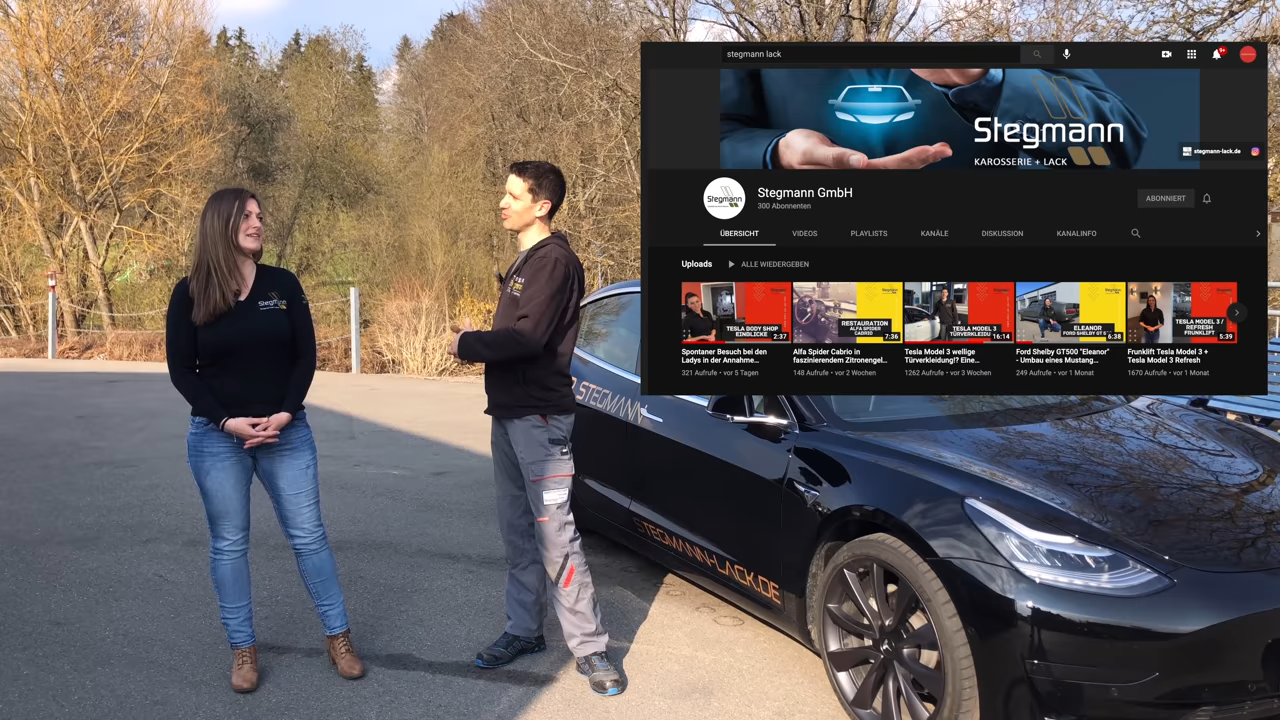 stegmann lack
9+
Stegmann
KAROSSERIE + LACK
stegmann-lack.de
Stegmann
Stegmann GmbH
300 Abonnenten
ABONNIERT
ÜBERSICHT VIDEOS PLAYLISTS KANÄLE DISKUSSION KANALINFO
Uploads ALLE WIEDERGEBEN
TESLA BODY SHOP
EINBLICKE
2:37
RESTAURATION
ALFA SPIDER
CABRIO
7:36
TESLA MODEL 3
TÜRVERKLEIDU
16:14
ELEANOR
FORD SHELBY GT 5
6:38
TESLA MODEL 3 /
REFRESH
FRUNKLIFT
5:39
Spontaner Besuch bei den
Ladys in der Annahme...
321 Aufrufe • vor 5 Tagen
Alfa Spider Cabrio in
faszinierendem Zitronengel...
148 Aufrufe • vor 2 Wochen
Tesla Model 3 wellige
Türverkleidung!? Eine...
1262 Aufrufe • vor 3 Wochen
Ford Shelby GT500 "Eleanor"
- Umbau eines Mustang...
249 Aufrufe • vor 1 Monat
Frunklift Tesla Model 3 +
Tesla Model 3 Refresh
1670 Aufrufe • vor 1 Monat
Stegmann
STEGMANN
STEGMANN-LACK.DE